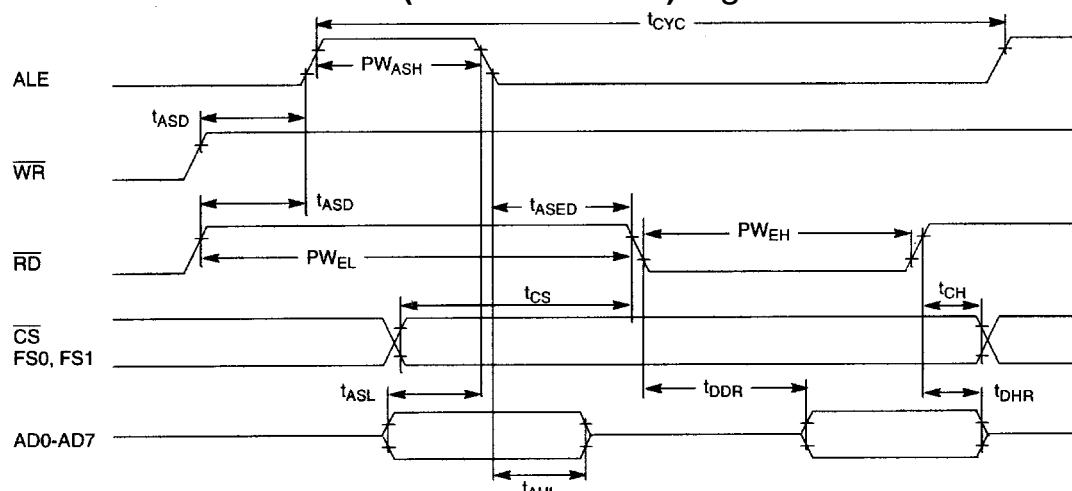 tCYC
ALE
PWASH
tASD
WR
tASD
tASED
RD
PWEL
PWEH
tCS
tCH
CS
FS0, FS1
tASL
tDDR
tDHR
AD0-AD7